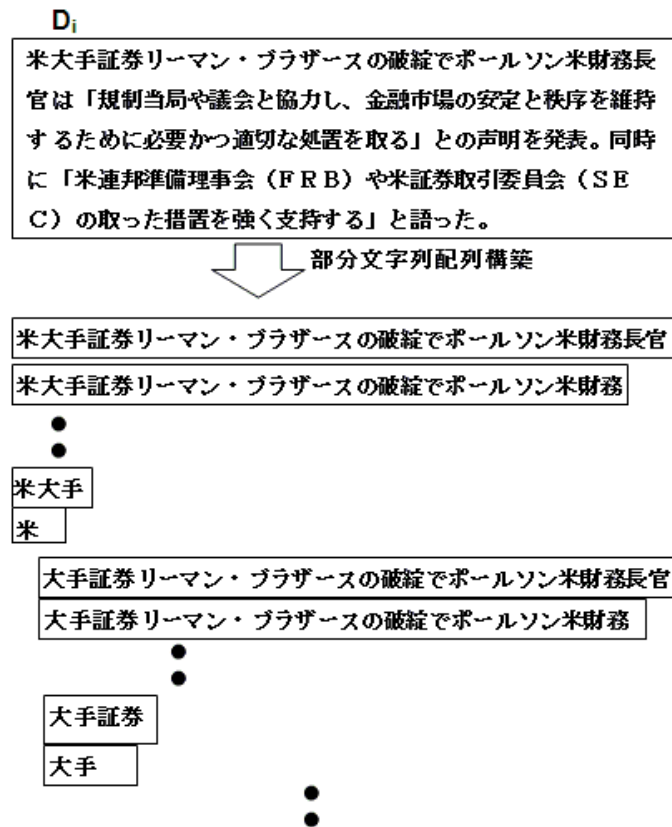 Di
米大手証券リーマン・ブラザースの破綻でポールソン米財務長
官は「規制当局や議会と協力し、金融市場の安定と秩序を維持
するために必要かつ適切な処置を取る」との声明を発表。同時
に「米連邦準備理事会(FRB)や米証券取引委員会(SE
C)の取った措置を強く支持する」と語った。
部分文字列配列構築
米大手証券リーマン・ブラザースの破綻でポールソン米財務長官
米大手証券リーマン・ブラザースの破綻でポールソン米財務
米大手
米
大手証券リーマン・ブラザースの破綻でポールソン米財務長官
大手証券リーマン・ブラザースの破綻でポールソン米財務
大手証券
大手